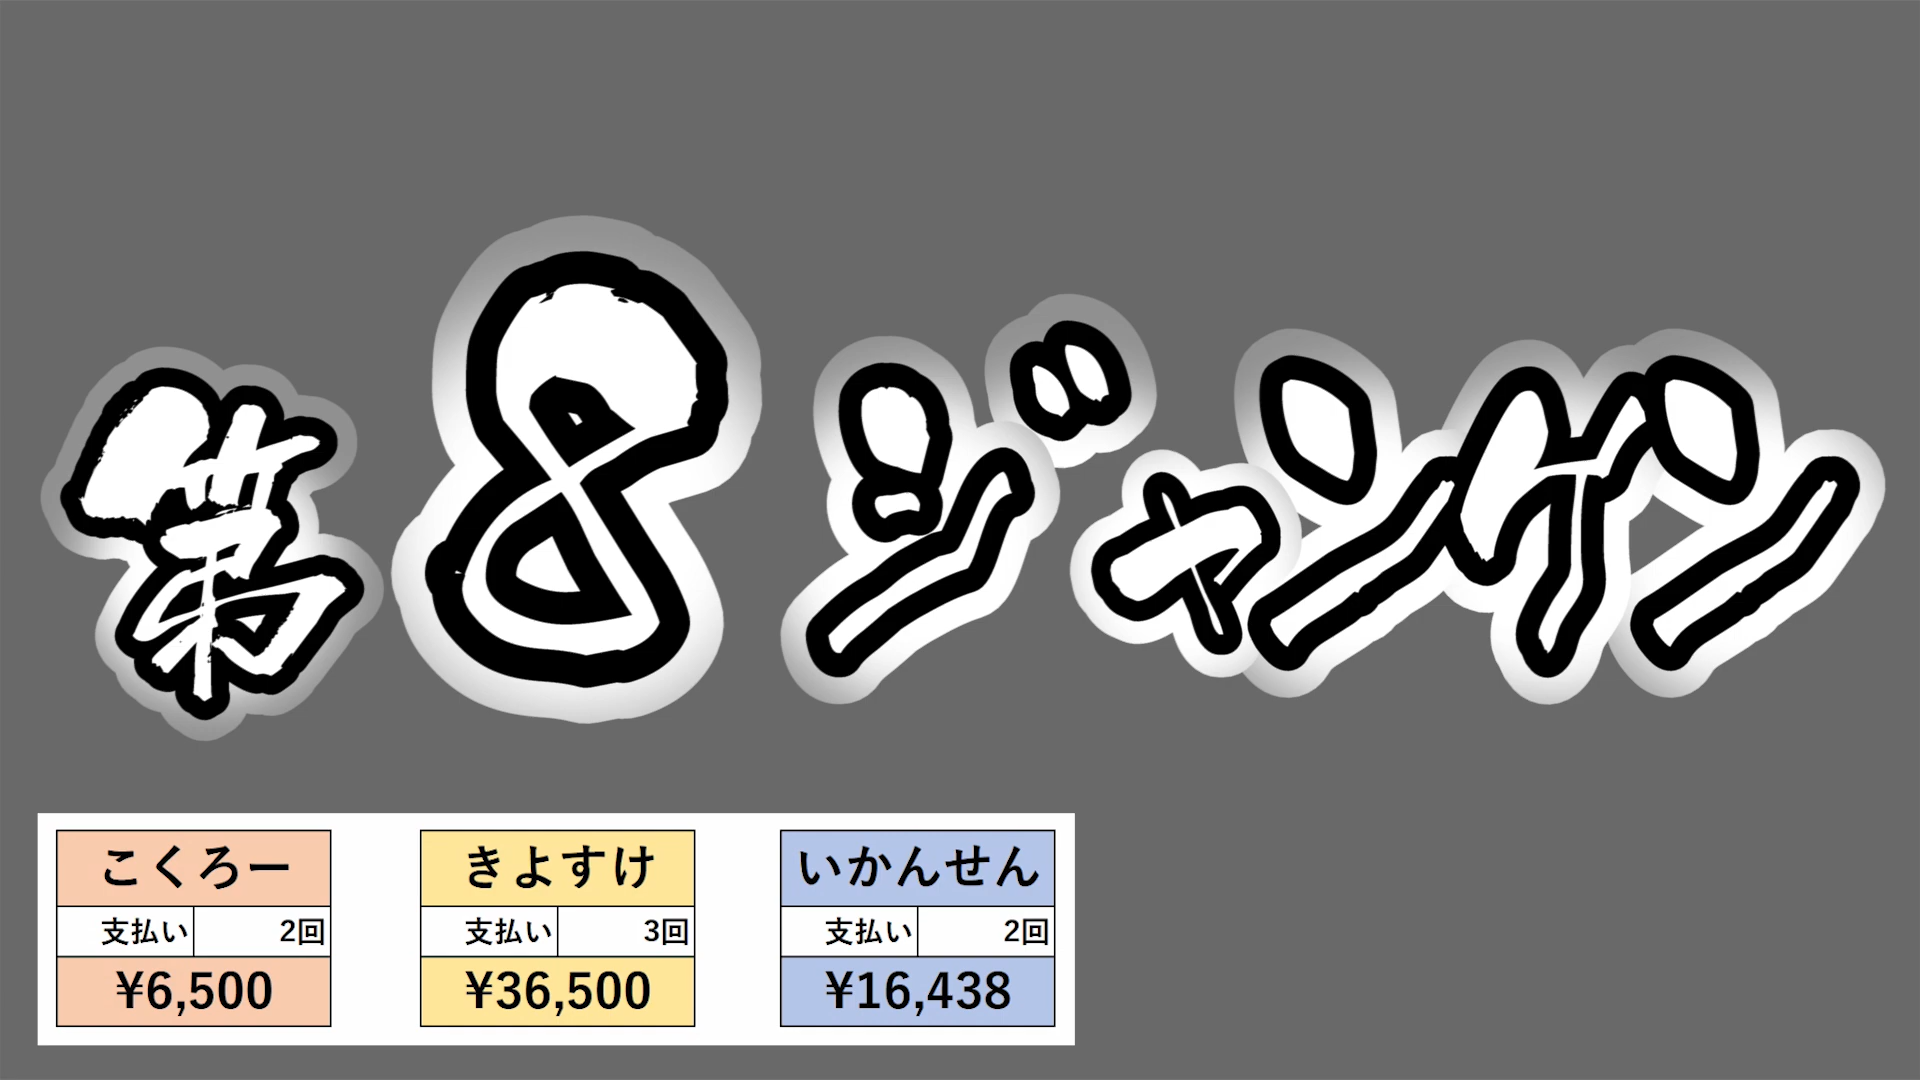 第8ジャンケン
こくろー
支払い 2回
¥6,500
きよすけ
支払い 3回
¥36,500
いかんせん
支払い 2回
¥16,438